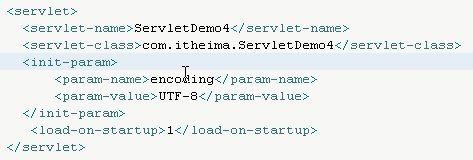 <servlet>
<servlet-name>ServletDemo4</servlet-name>
<servlet-class>com.itheima.ServletDemo4</servlet-class>
<init-param>
<param-name>encoding</param-name>
<param-value>UTF-8</param-value>
</init-param>
<load-on-startup>1</load-on-startup>
</servlet>